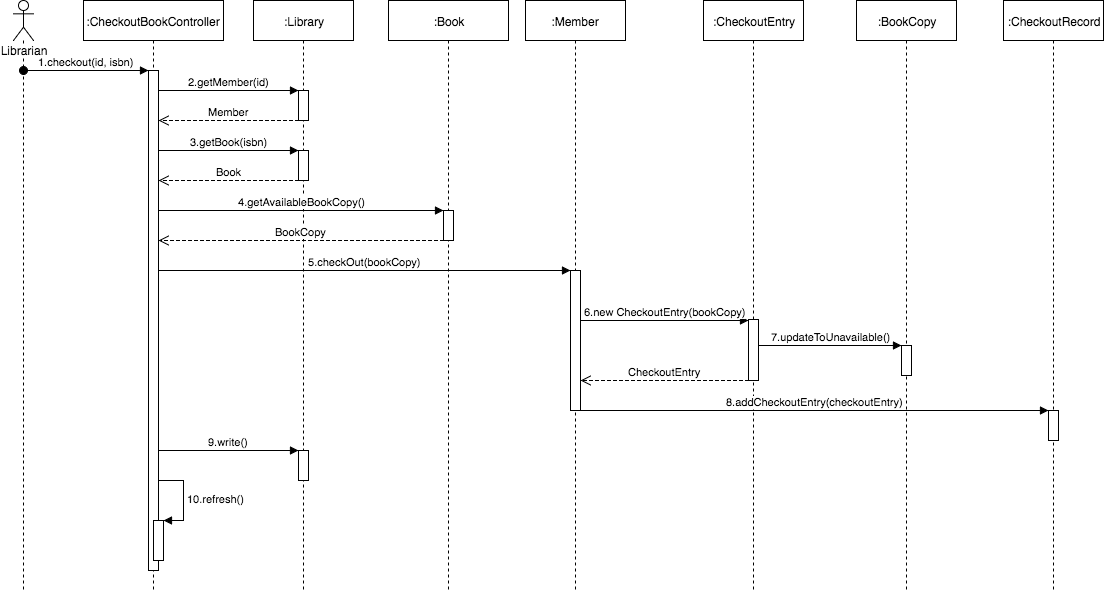 :CheckoutBookController
:Library
:Book
:Member
:CheckoutEntry
:BookCopy
:CheckoutRecord
Librarian
1.checkout(id, isbn)
2.getMember(id)
Member
3.getBook(isbn)
Book
4.getAvailableBookCopy()
BookCopy
5.checkOut(bookCopy)
6.new CheckoutEntry(bookCopy)
7.updateToUnavailable()
CheckoutEntry
8.addCheckoutEntry(checkoutEntry)
9.write()
10.refresh()